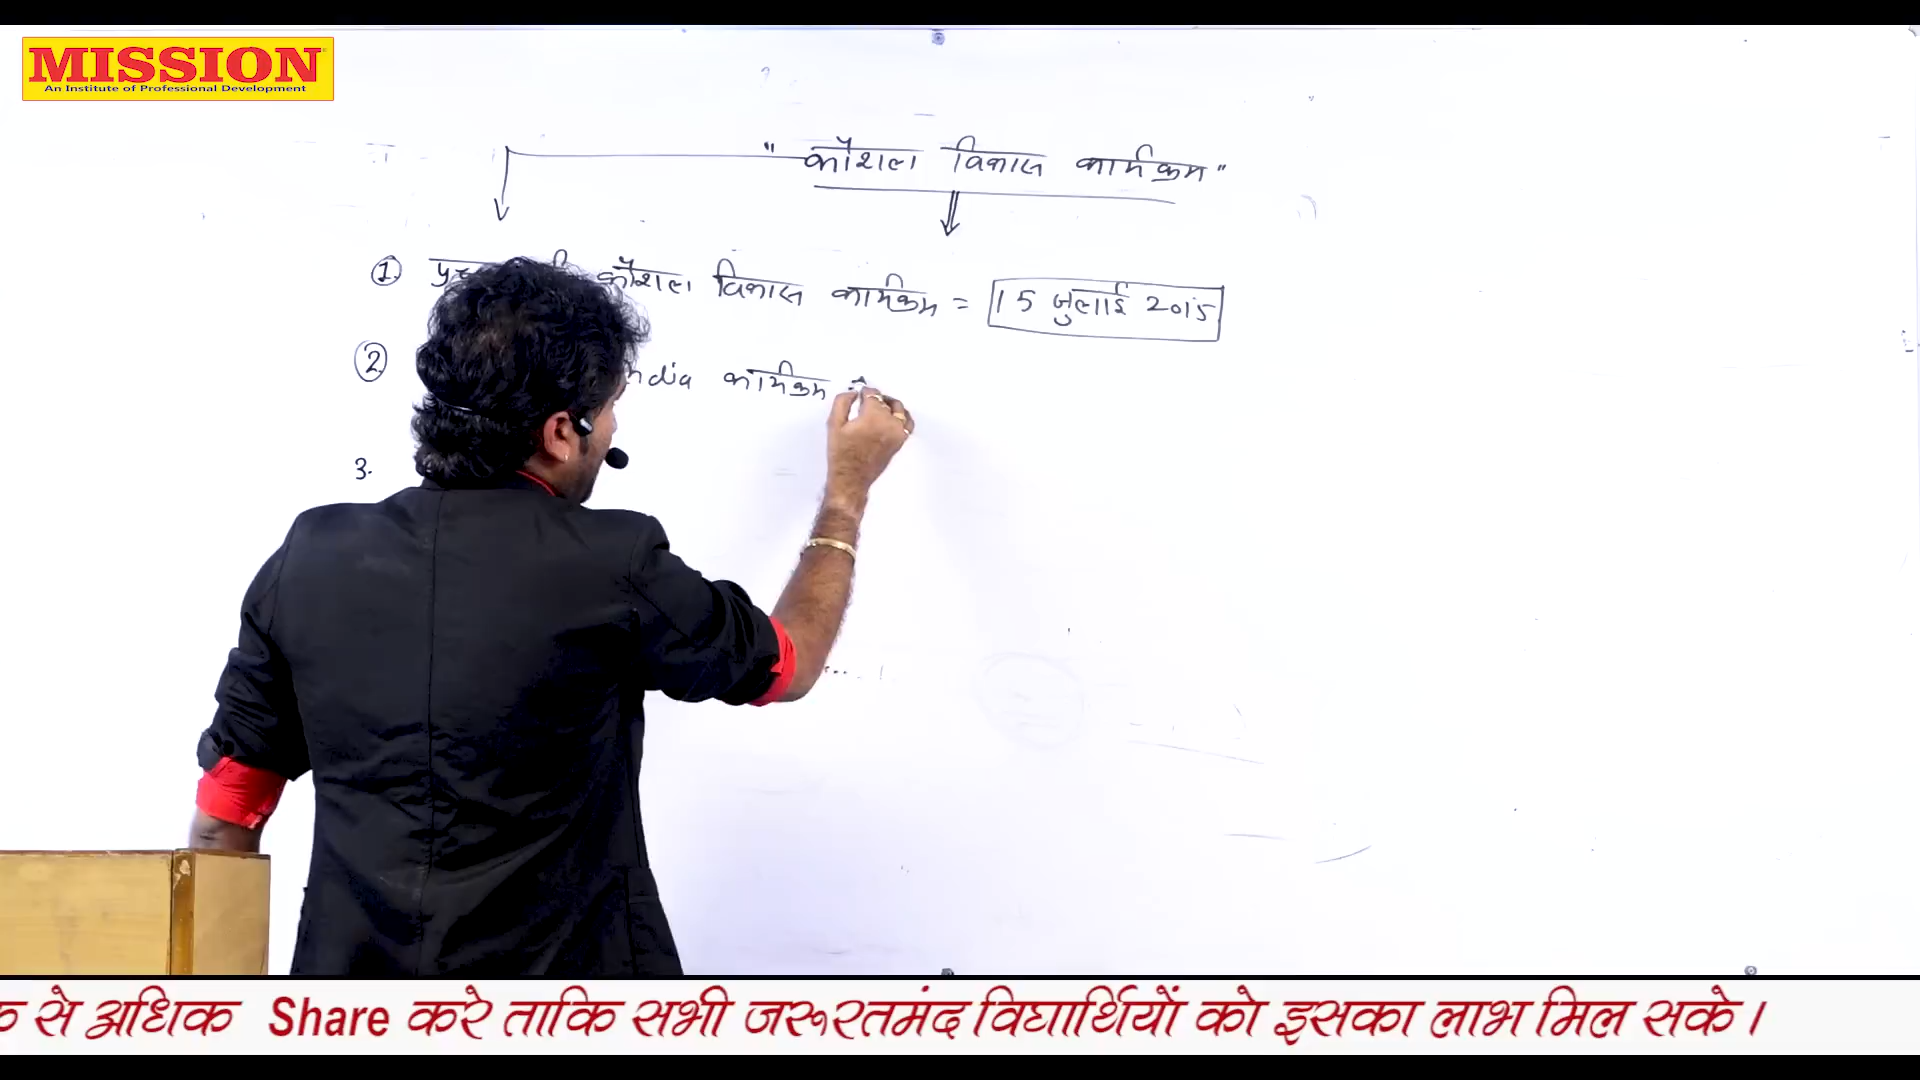 MISSION
An Institute of Professional Development
" कौशल विकास कार्यक्रम "
1. कौशल विकास कार्यक्रम = 15 जुलाई 2015
2 कार्यक्रम
3.
से अधिक Share करे ताकि सभी जरूरतमंद विद्यार्थियों को इसका लाभ मिल सके।